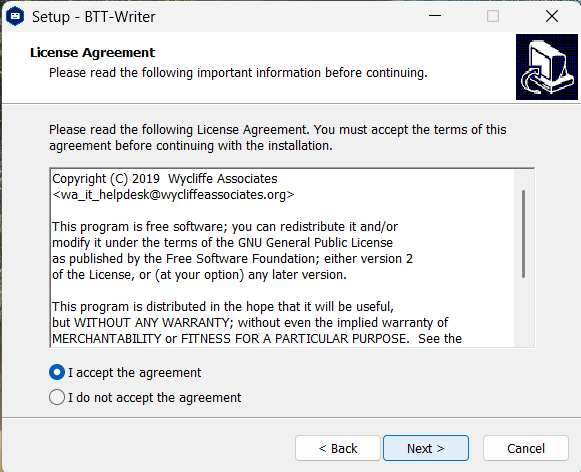 Setup - BTT-Writer
License Agreement
Please read the following important information before continuing.
Please read the following License Agreement. You must accept the terms of this
agreement before continuing with the installation.
Copyright (C) 2019  Wycliffe Associates
<wa_it_helpdesk@wycliffeassociates.org>
This program is free software; you can redistribute it and/or
modify it under the terms of the GNU General Public License
as published by the Free Software Foundation; either version 2
of the License, or (at your option) any later version.
This program is distributed in the hope that it will be useful,
but WITHOUT ANY WARRANTY; without even the implied warranty of
MERCHANTABILITY or FITNESS FOR A PARTICULAR PURPOSE.  See the
I accept the agreement
I do not accept the agreement
< Back
Next >
Cancel